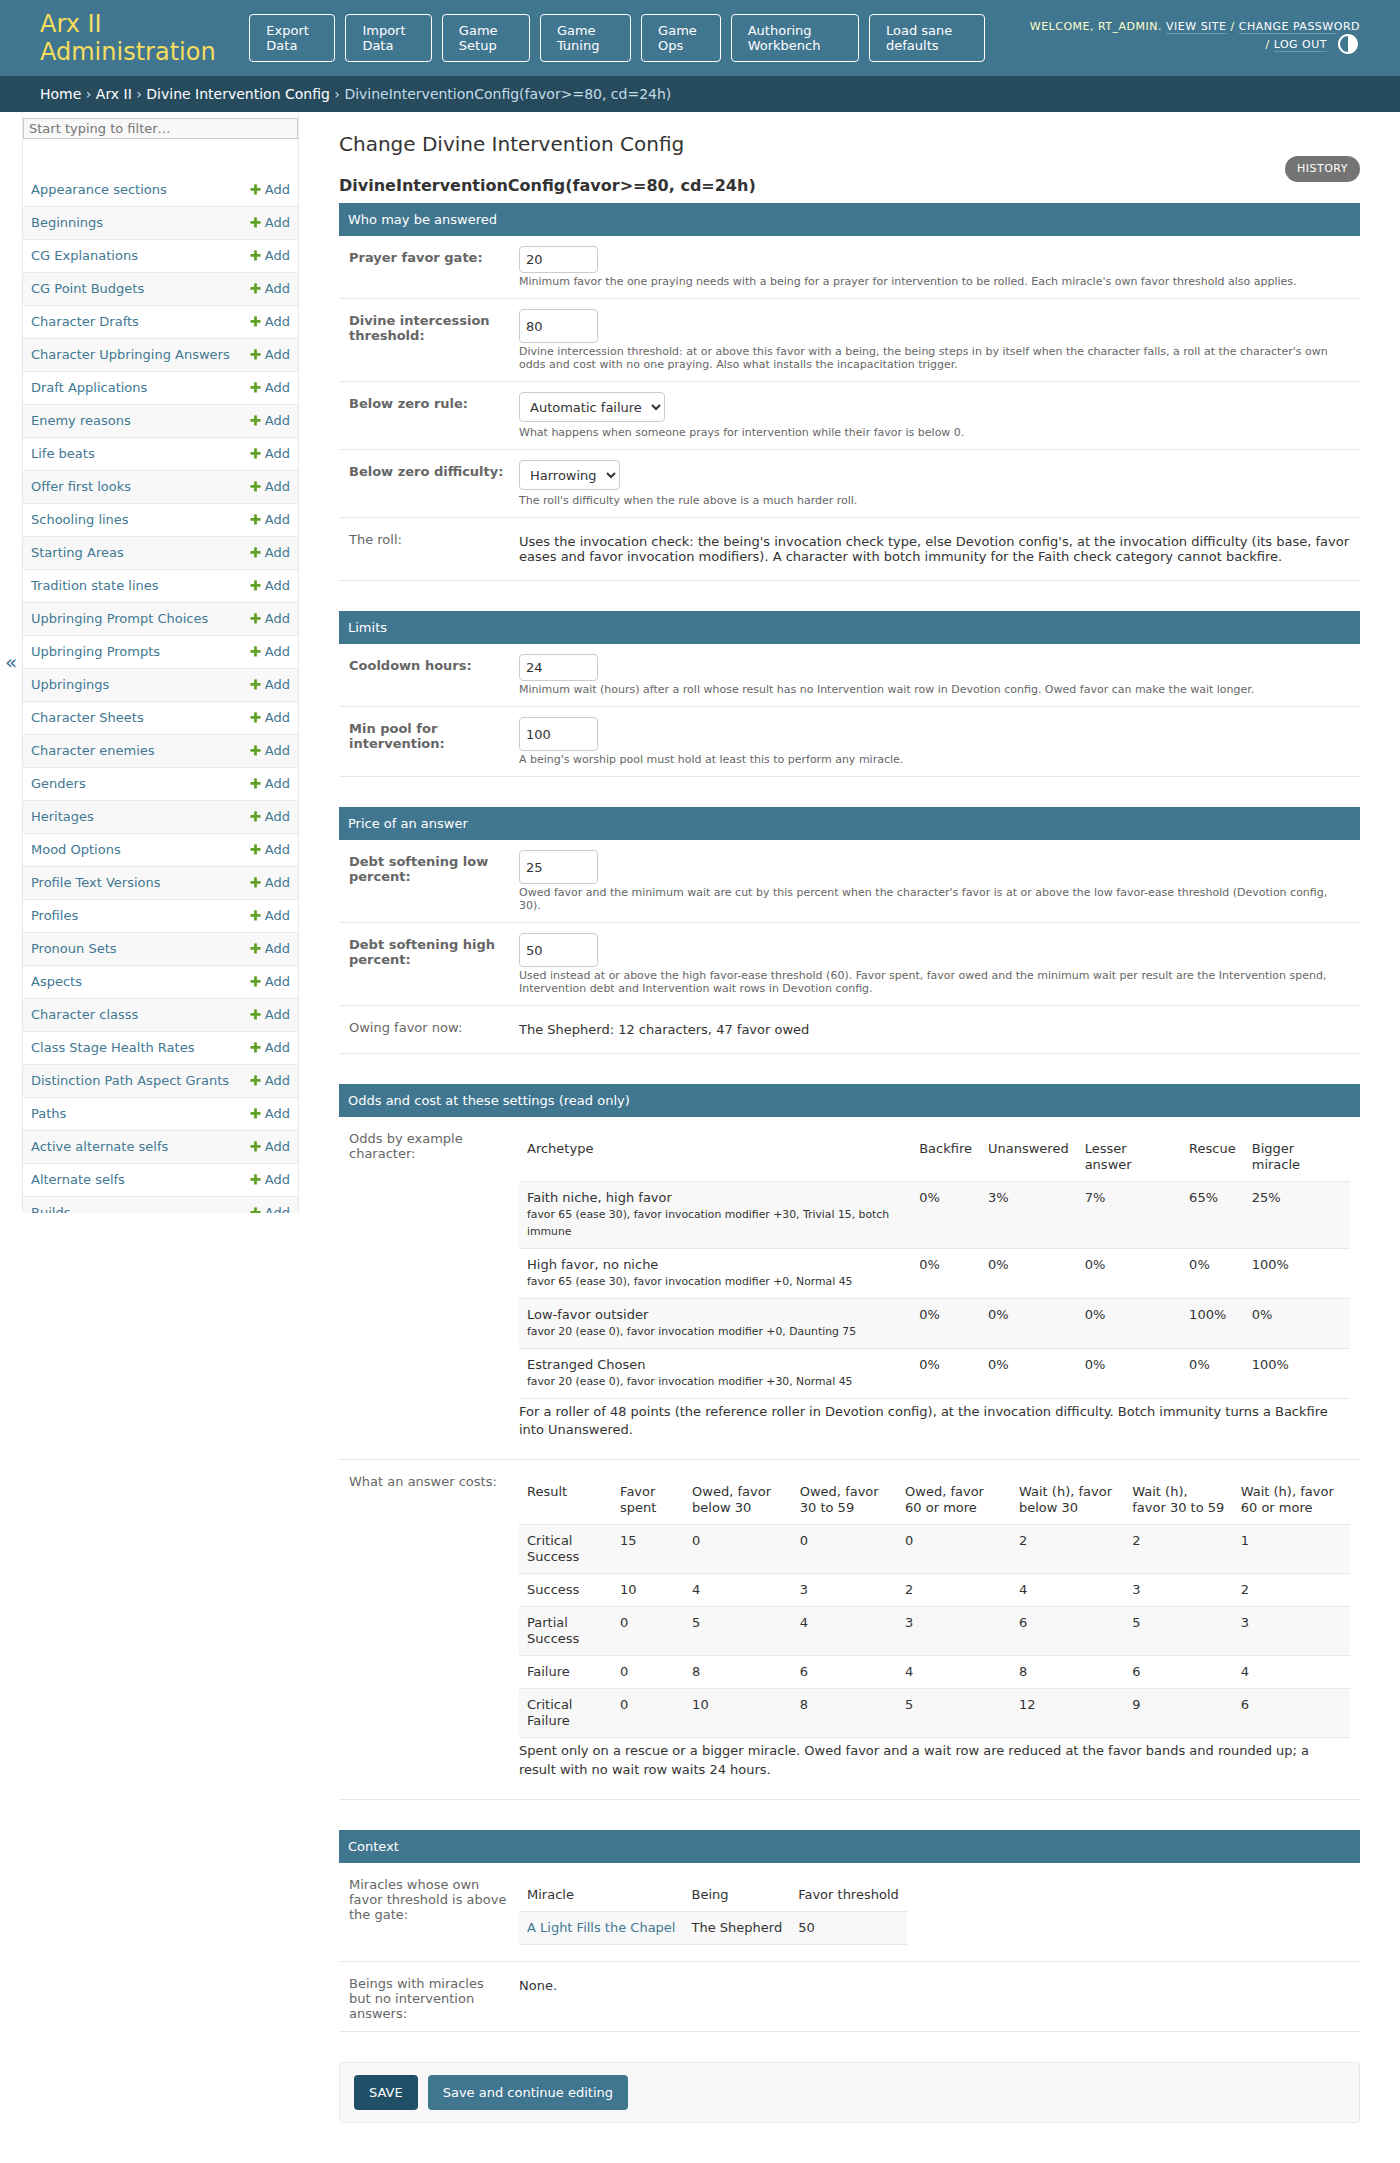 Arx II
Administration
Export
Data
Import
Data
Game
Setup
Game
Tuning
Game
Ops
Authoring
Workbench
Load sane
defaults
WELCOME, RT_ADMIN. VIEW SITE / CHANGE PASSWORD
/ LOG OUT
Home › Arx II › Divine Intervention Config › DivineInterventionConfig(favor>=80, cd=24h)
Start typing to filter…
Appearance sections + Add
Beginnings + Add
CG Explanations + Add
CG Point Budgets + Add
Character Drafts + Add
Character Upbringing Answers + Add
Draft Applications + Add
Enemy reasons + Add
Life beats + Add
Offer first looks + Add
Schooling lines + Add
Starting Areas + Add
Tradition state lines + Add
Upbringing Prompt Choices + Add
Upbringing Prompts + Add
«
Upbringings + Add
Character Sheets + Add
Character enemies + Add
Genders + Add
Heritages + Add
Mood Options + Add
Profile Text Versions + Add
Profiles + Add
Pronoun Sets + Add
Aspects + Add
Character classs + Add
Class Stage Health Rates + Add
Distinction Path Aspect Grants + Add
Paths + Add
Active alternate selfs + Add
Alternate selfs + Add
Builds + Add
Change Divine Intervention Config
HISTORY
DivineInterventionConfig(favor>=80, cd=24h)
Who may be answered
Prayer favor gate: 20
Minimum favor the one praying needs with a being for a prayer for intervention to be rolled. Each miracle's own favor threshold also applies.
Divine intercession
threshold:
80
Divine intercession threshold: at or above this favor with a being, the being steps in by itself when the character falls, a roll at the character's own
odds and cost with no one praying. Also what installs the incapacitation trigger.
Below zero rule: Automatic failure
What happens when someone prays for intervention while their favor is below 0.
Below zero difficulty: Harrowing
The roll's difficulty when the rule above is a much harder roll.
The roll: Uses the invocation check: the being's invocation check type, else Devotion config's, at the invocation difficulty (its base, favor
eases and favor invocation modifiers). A character with botch immunity for the Faith check category cannot backfire.
Limits
Cooldown hours: 24
Minimum wait (hours) after a roll whose result has no Intervention wait row in Devotion config. Owed favor can make the wait longer.
Min pool for
intervention:
100
A being's worship pool must hold at least this to perform any miracle.
Price of an answer
Debt softening low
percent:
25
Owed favor and the minimum wait are cut by this percent when the character's favor is at or above the low favor-ease threshold (Devotion config,
30).
Debt softening high
percent:
50
Used instead at or above the high favor-ease threshold (60). Favor spent, favor owed and the minimum wait per result are the Intervention spend,
Intervention debt and Intervention wait rows in Devotion config.
Owing favor now: The Shepherd: 12 characters, 47 favor owed
Odds and cost at these settings (read only)
Odds by example
character:
Archetype Backfire Unanswered Lesser
answer Rescue Bigger
miracle
Faith niche, high favor 0% 3% 7% 65% 25%
favor 65 (ease 30), favor invocation modifier +30, Trivial 15, botch
immune
High favor, no niche 0% 0% 0% 0% 100%
favor 65 (ease 30), favor invocation modifier +0, Normal 45
Low-favor outsider 0% 0% 0% 100% 0%
favor 20 (ease 0), favor invocation modifier +0, Daunting 75
Estranged Chosen 0% 0% 0% 0% 100%
favor 20 (ease 0), favor invocation modifier +30, Normal 45
For a roller of 48 points (the reference roller in Devotion config), at the invocation difficulty. Botch immunity turns a Backfire
into Unanswered.
What an answer costs:
Result Favor
spent Owed, favor
below 30 Owed, favor
30 to 59 Owed, favor
60 or more Wait (h), favor
below 30 Wait (h),
favor 30 to 59 Wait (h), favor
60 or more
Critical
Success 15 0 0 0 2 2 1
Success 10 4 3 2 4 3 2
Partial
Success 0 5 4 3 6 5 3
Failure 0 8 6 4 8 6 4
Critical
Failure 0 10 8 5 12 9 6
Spent only on a rescue or a bigger miracle. Owed favor and a wait row are reduced at the favor bands and rounded up; a
result with no wait row waits 24 hours.
Context
Miracles whose own
favor threshold is above
the gate:
Miracle Being Favor threshold
A Light Fills the Chapel The Shepherd 50
Beings with miracles
but no intervention
answers:
None.
SAVE
Save and continue editing